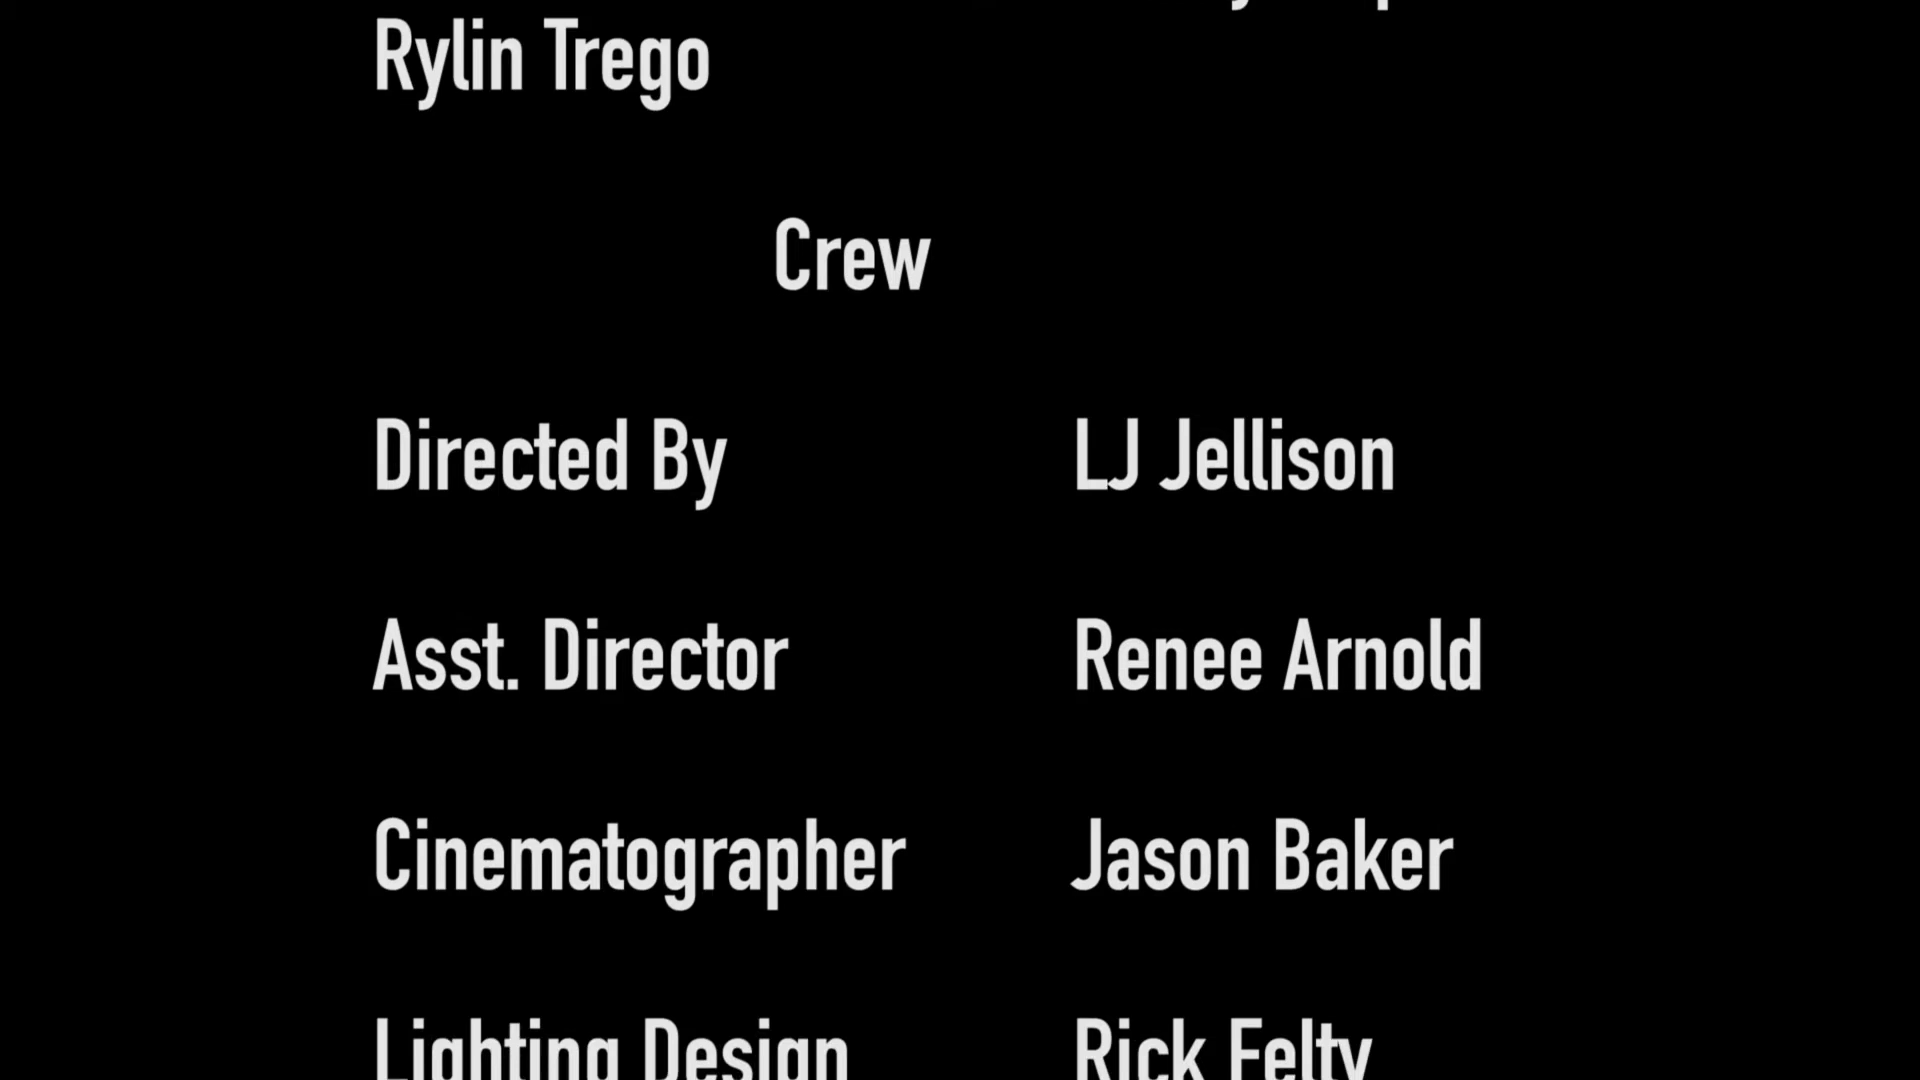 Rylin Trego
Crew
Directed By LJ Jellison
Asst. Director Renee Arnold
Cinematographer Jason Baker
Lighting Design Rick Felty